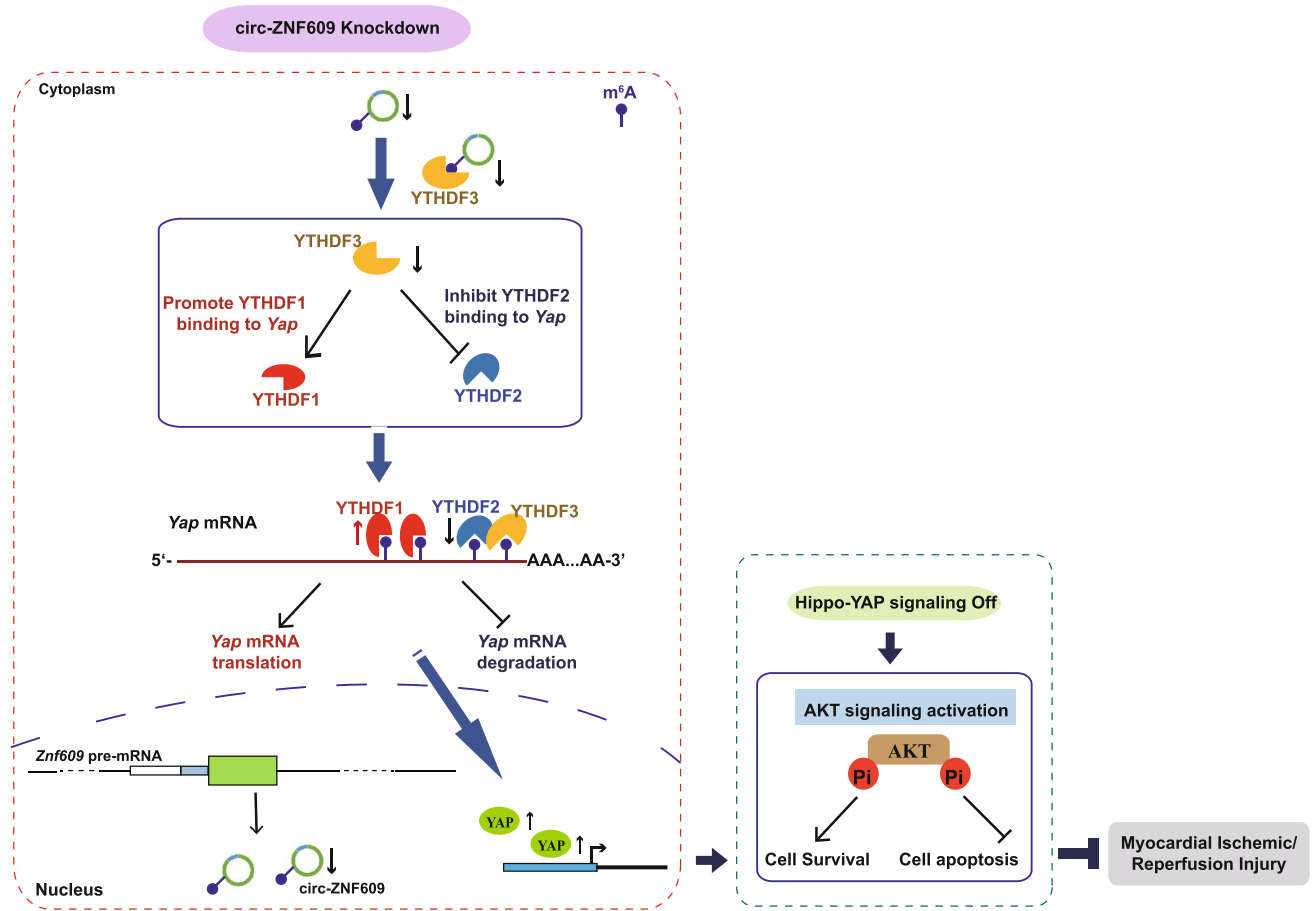 circ-ZNF609 Knockdown
Cytoplasm
m⁶A
YTHDF3
YTHDF3
Promote YTHDF1
binding to Yap
Inhibit YTHDF2
binding to Yap
YTHDF1
YTHDF2
YTHDF1
YTHDF2
YTHDF3
Yap mRNA
5‘-
AAA...AA-3’
Yap mRNA
translation
Yap mRNA
degradation
Znf609 pre-mRNA
YAP
YAP
circ-ZNF609
Nucleus
Hippo-YAP signaling Off
AKT signaling activation
AKT
Pi
Pi
Cell Survival
Cell apoptosis
Myocardial Ischemic/
Reperfusion Injury